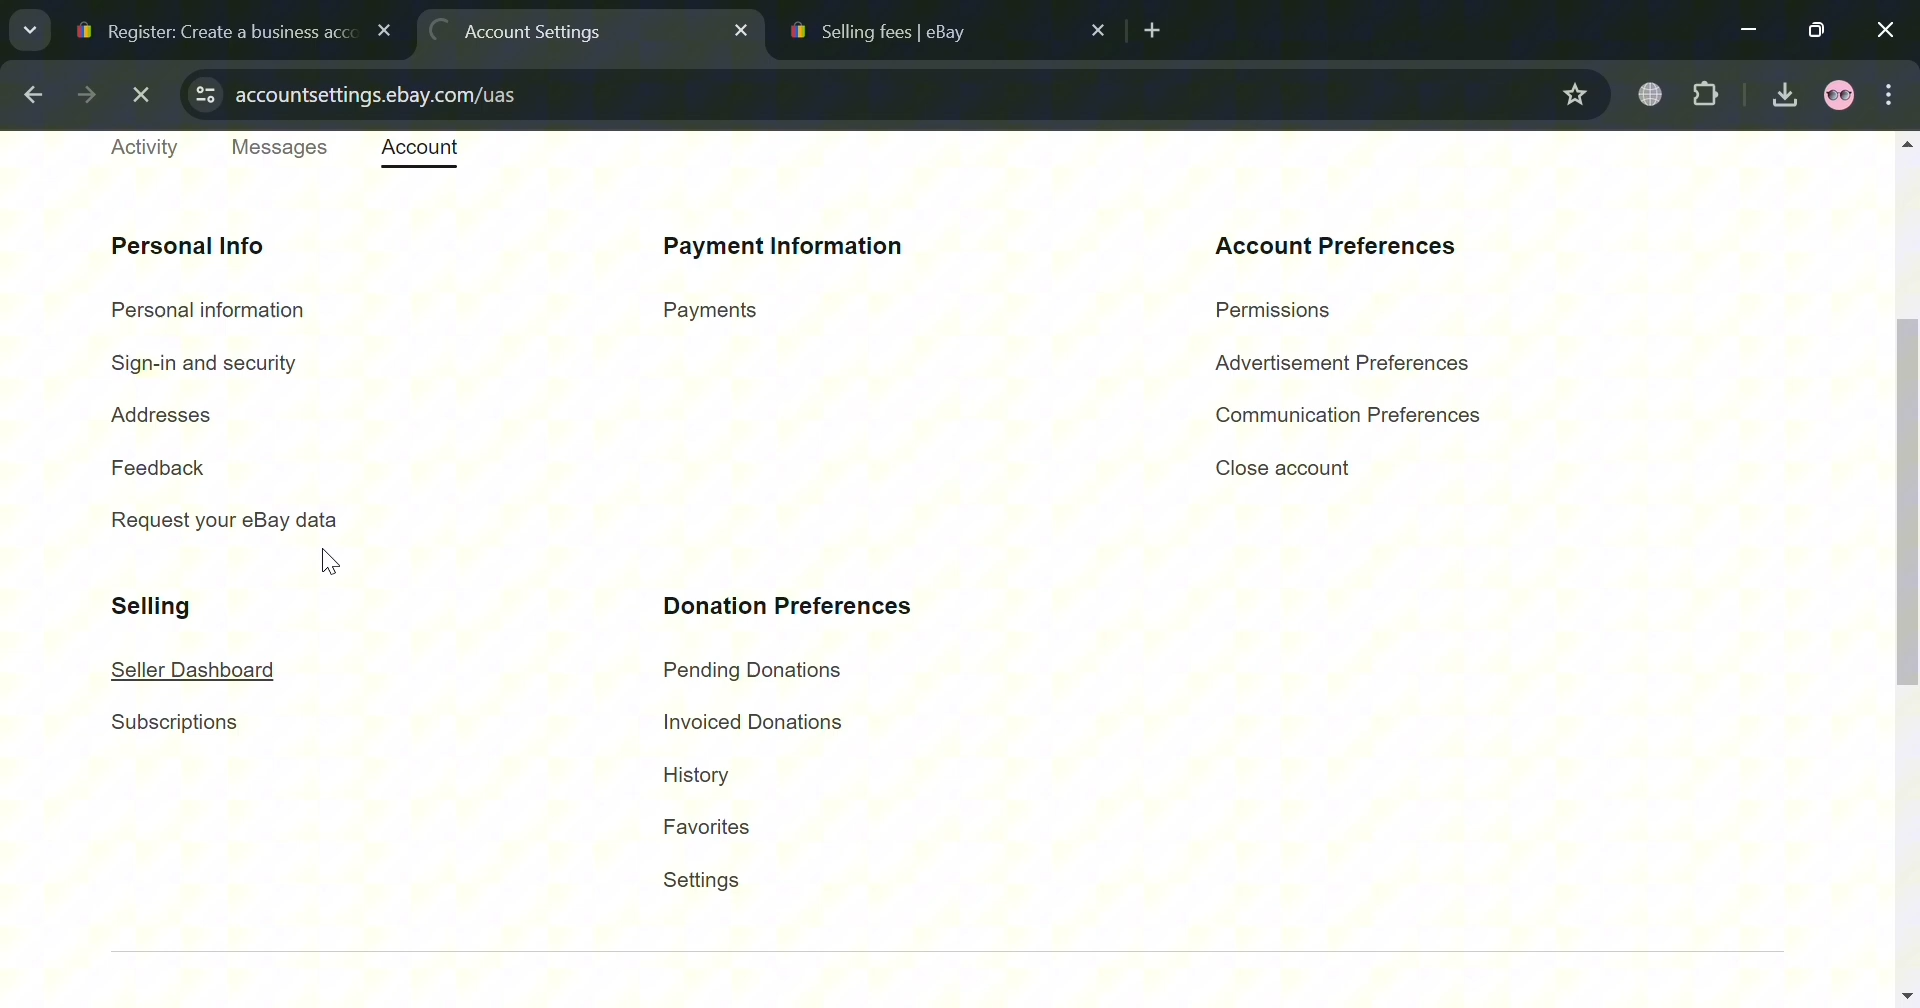 Register: Create a business acco
Account Settings
Selling fees | eBay
accountsettings.ebay.com/uas
Activity
Messages
Account
Personal Info
Personal information
Sign-in and security
Addresses
Feedback
Request your eBay data
Payment Information
Payments
Account Preferences
Permissions
Advertisement Preferences
Communication Preferences
Close account
Selling
Seller Dashboard
Subscriptions
Donation Preferences
Pending Donations
Invoiced Donations
History
Favorites
Settings